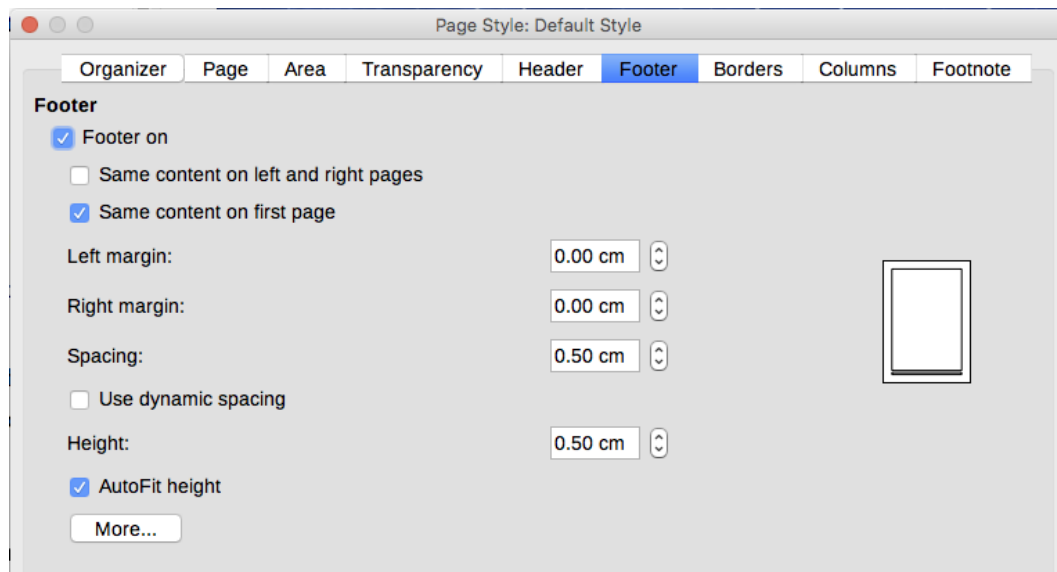 Page Style: Default Style
Organizer Page Area Transparency Header Footer Borders Columns Footnote
Footer
Footer on
Same content on left and right pages
Same content on first page
Left margin: 0.00 cm
Right margin: 0.00 cm
Spacing: 0.50 cm
Use dynamic spacing
Height: 0.50 cm
AutoFit height
More...